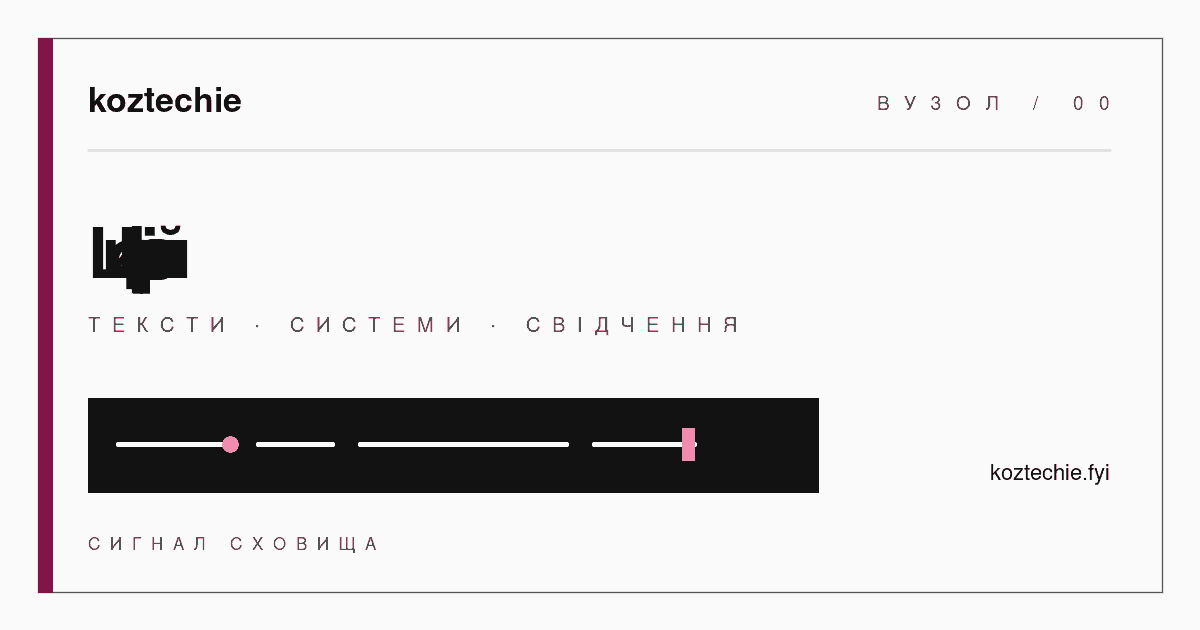 koztechie
ВУЗОЛ / 00
ТЕКСТИ · СИСТЕМИ · СВІДЧЕННЯ
koztechie.fyi
СИГНАЛ СХОВИЩА